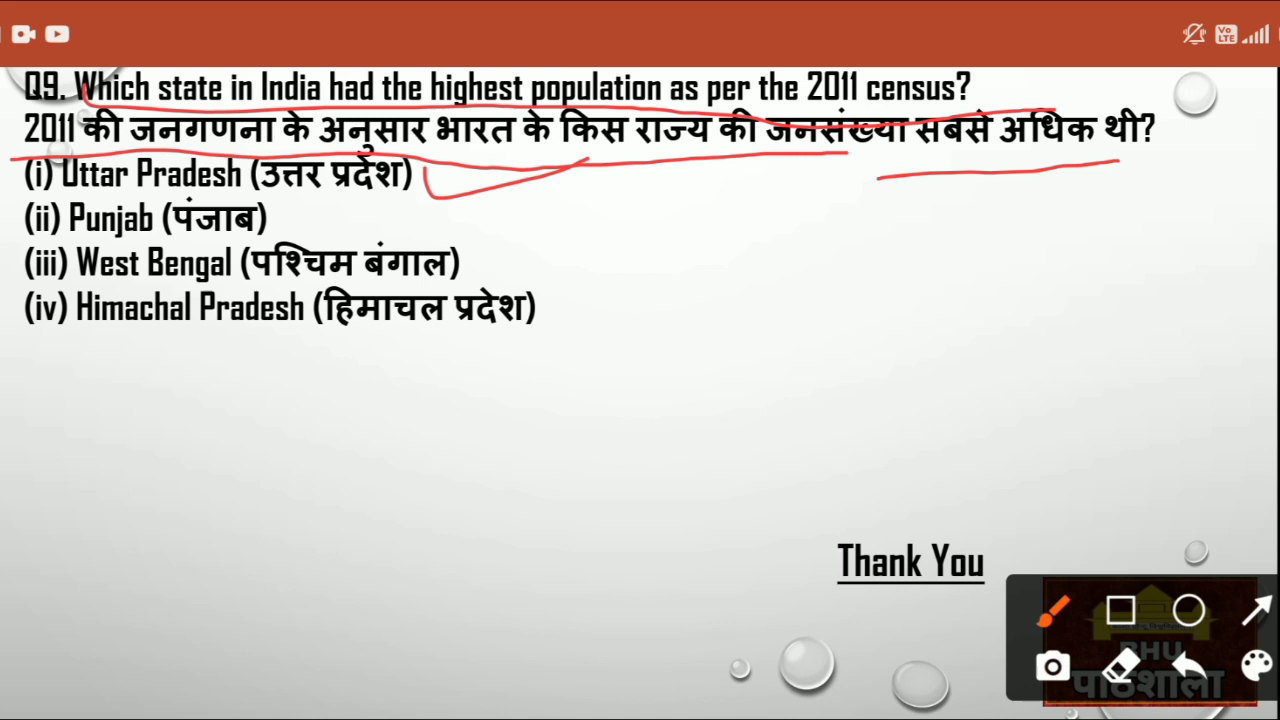 Vo LTE
Q9. Which state in India had the highest population as per the 2011 census?
2011 की जनगणना के अनुसार भारत के किस राज्य की जनसंख्या सबसे अधिक थी?
(i) Uttar Pradesh (उत्तर प्रदेश)
(ii) Punjab (पंजाब)
(iii) West Bengal (पश्चिम बंगाल)
(iv) Himachal Pradesh (हिमाचल प्रदेश)
Thank You
BHU
पाठशाला